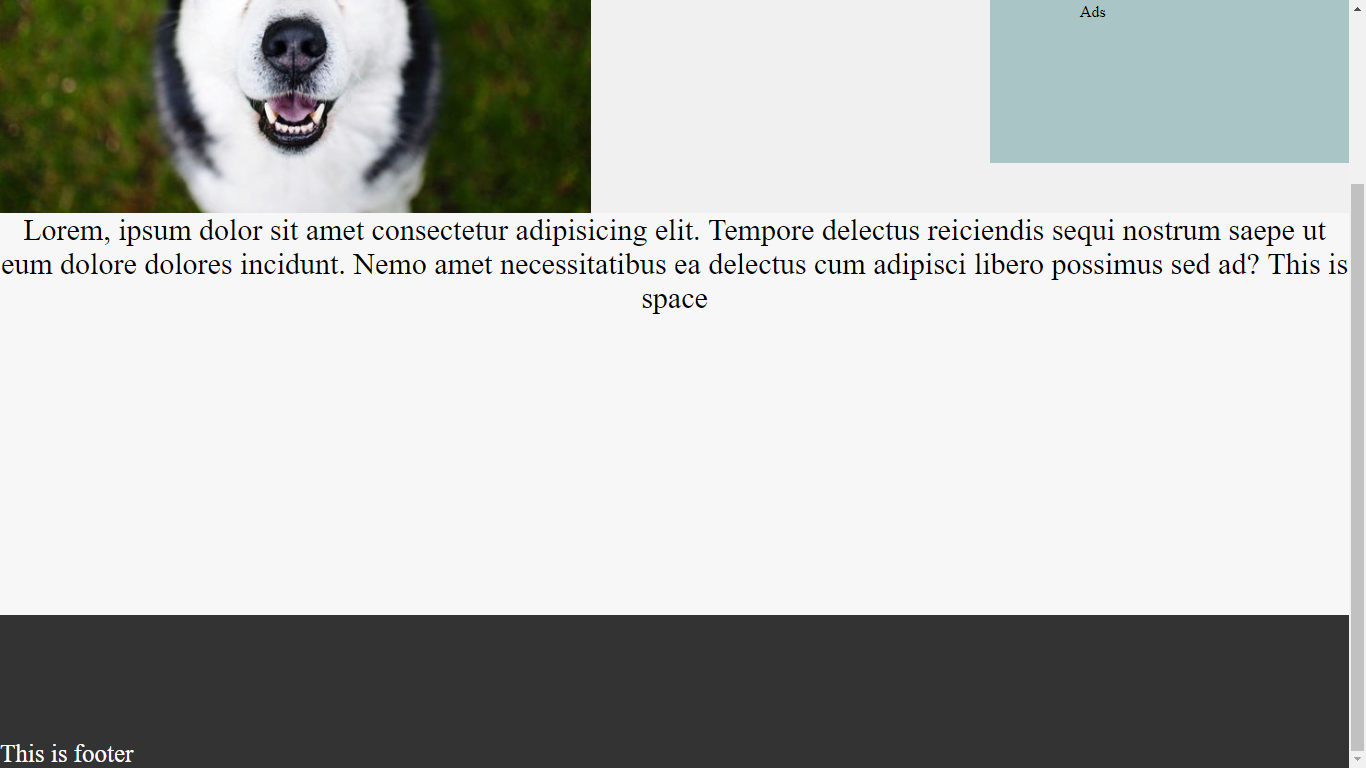 Ads
Lorem, ipsum dolor sit amet consectetur adipisicing elit. Tempore delectus reiciendis sequi nostrum saepe ut
eum dolore dolores incidunt. Nemo amet necessitatibus ea delectus cum adipisci libero possimus sed ad? This is
space
This is footer